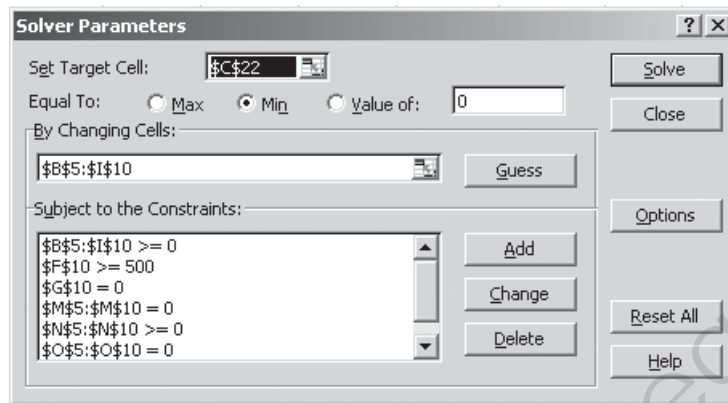 Solver Parameters
? ×
Set Target Cell: $C$22 Solve
Equal To: Max Min Value of: 0
Close
By Changing Cells:
$B$5:$I$10 Guess
Subject to the Constraints: Options
$B$5:$I$10 >= 0
$F$10 >= 500
$G$10 = 0
$M$5:$M$10 = 0
$N$5:$N$10 >= 0
$O$5:$O$10 = 0
Add
Change
Delete
Reset All
Help